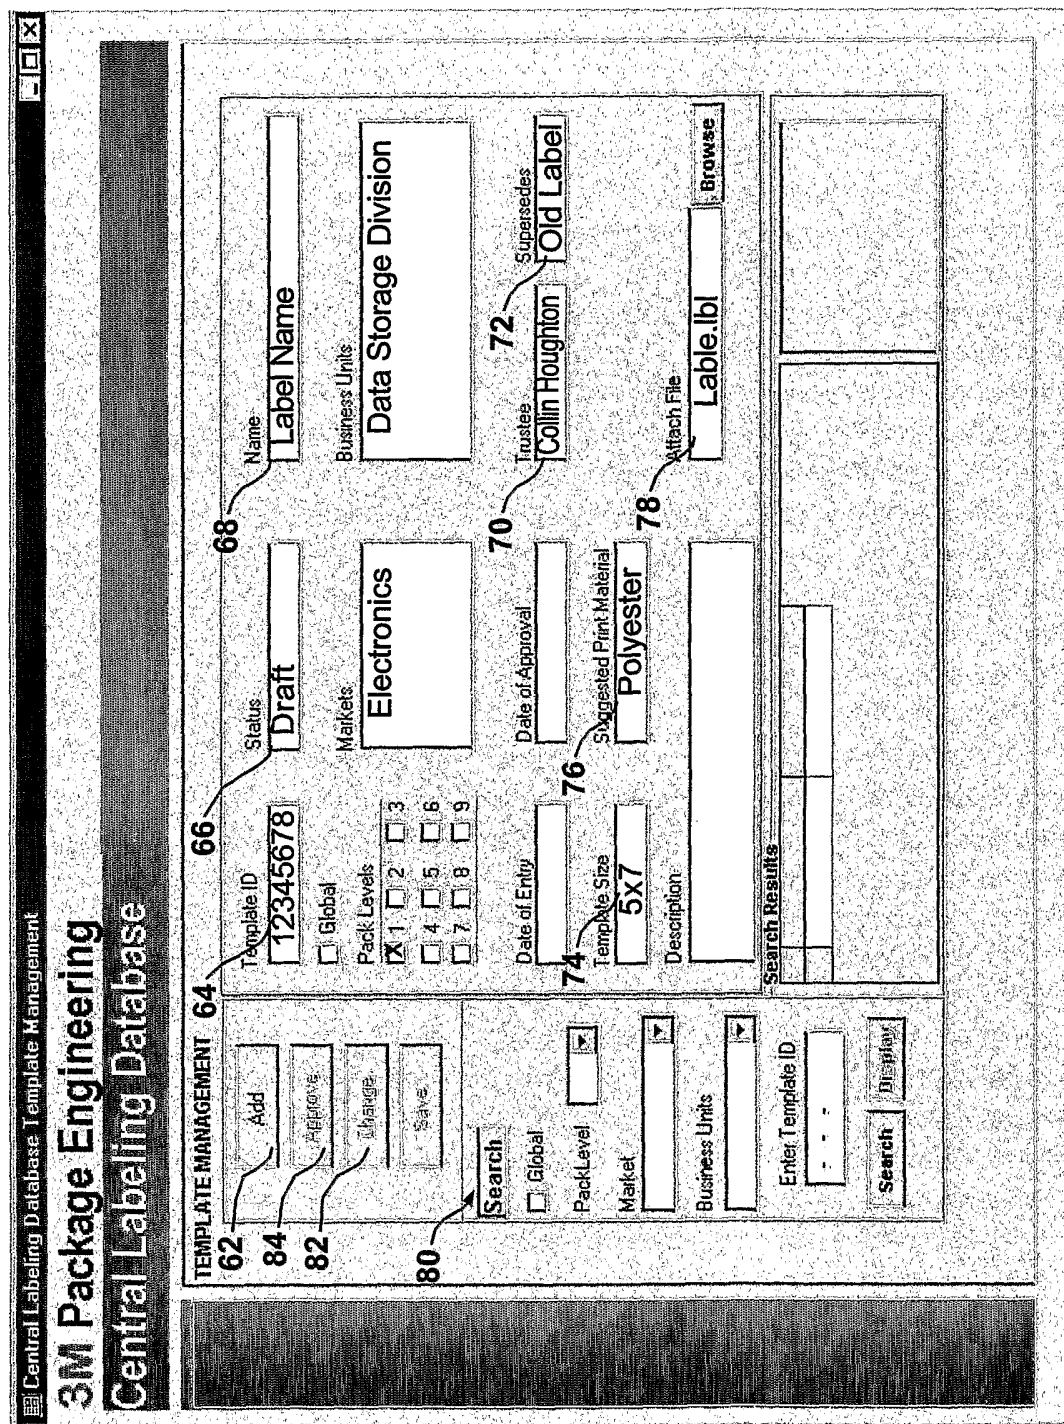 Central Labeling Database Template Management
3M Package Engineering
Central Labeling Database
TEMPLATE MANAGEMENT
62
Add
84
Approve
82
Change
Save
80
Search
Global
PackLevel
Market
Business Units
Enter Template ID
- - -
Search Display
64 66 68
Template ID Status Name
12345678 Draft Label Name
Global
Pack Levels Markets Business Units
X 1 2 3
4 5 6
7 8 9
Electronics
Data Storage Division
70 72
Date of Entry Date of Approval Trustee Supersedes
Collin Houghton Old Label
74 76 78
Template Size Suggested Print Material
5x7 Polyester
Description Attach File
Lable.lbl Browse
Search Results